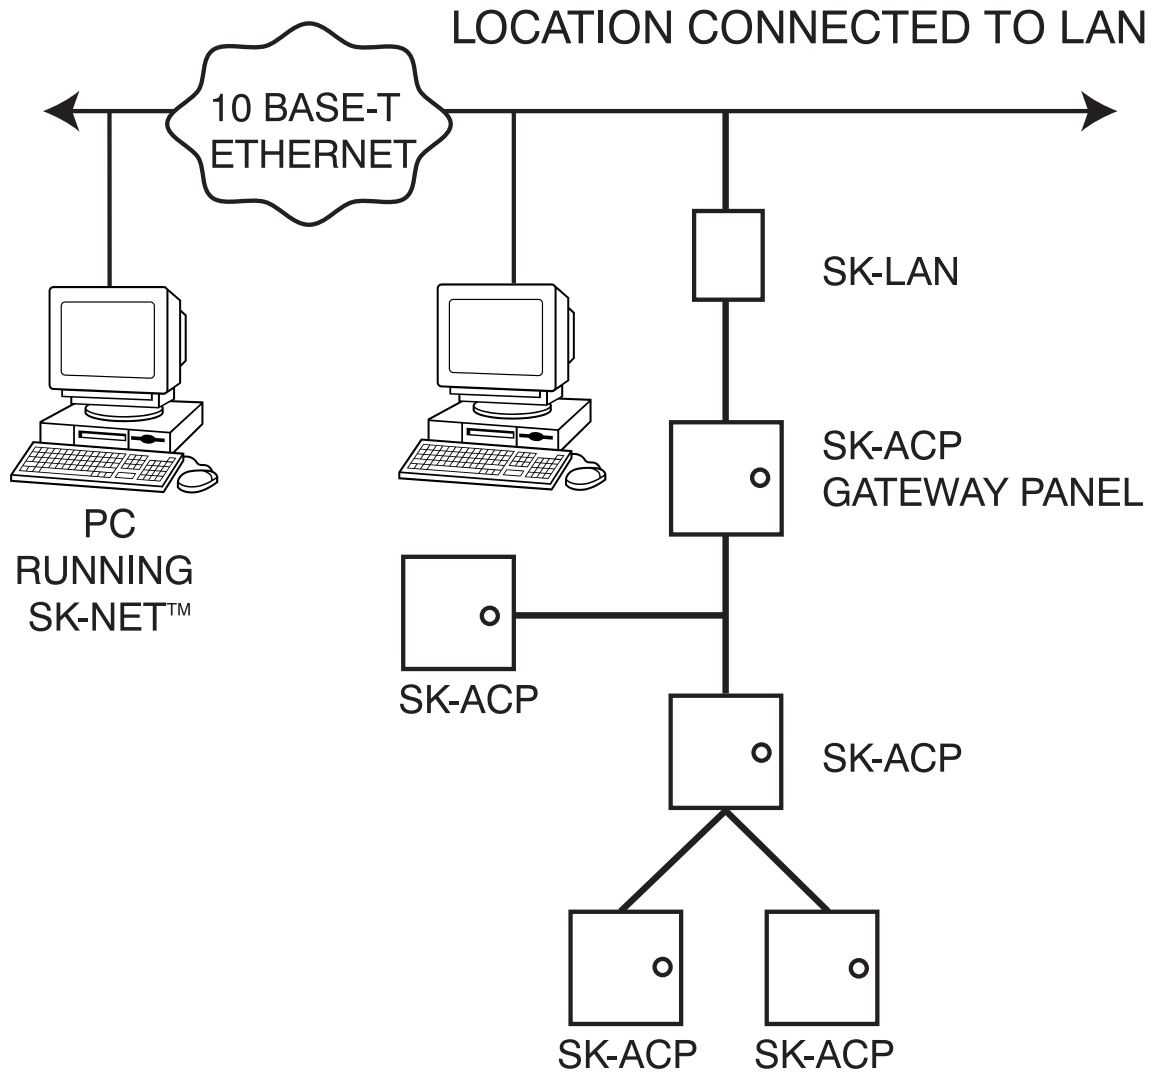 LOCATION CONNECTED TO LAN
10 BASE-T
ETHERNET
SK-LAN
SK-ACP
GATEWAY PANEL
PC
RUNNING
SK-NET™
SK-ACP
SK-ACP
SK-ACP
SK-ACP